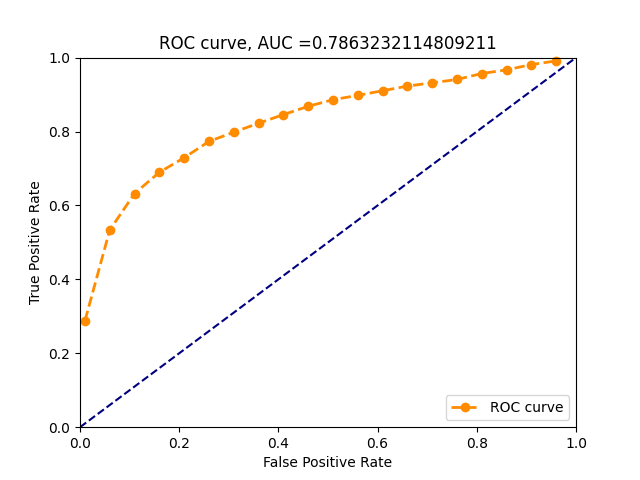 ROC curve, AUC =0.7863232114809211
1.0
0.8
0.6
0.4
0.2
0.0
True Positive Rate
ROC curve
0.0 0.2 0.4 0.6 0.8 1.0
False Positive Rate